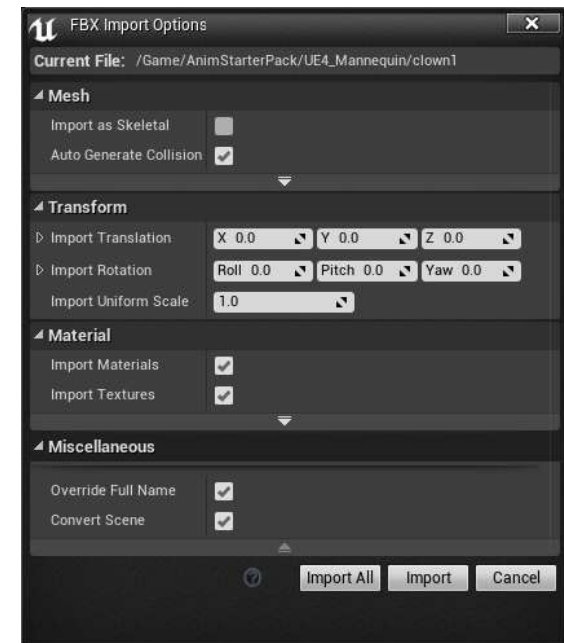 FBX Import Options
Current File: /Game/AnimStarterPack/UE4_Mannequin/clown1
Mesh
Import as Skeletal
Auto Generate Collision
Transform
Import Translation X 0.0 Y 0.0 Z 0.0
Import Rotation Roll 0.0 Pitch 0.0 Yaw 0.0
Import Uniform Scale 1.0
Material
Import Materials
Import Textures
Miscellaneous
Override Full Name
Convert Scene
? Import All Import Cancel